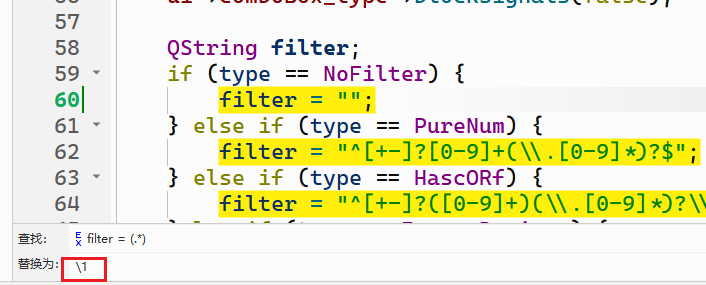 57
58 QString filter;
59 if (type == NoFilter) {
60 filter = "";
61 } else if (type == PureNum) {
62 filter = "^[+-]?[0-9]+(\\.[0-9]*)?$";
63 } else if (type == HascORf) {
64 filter = "^[+-]?([0-9]+)(\\.[0-9]*)?\\
查找: filter = (.*)
替换为: \1